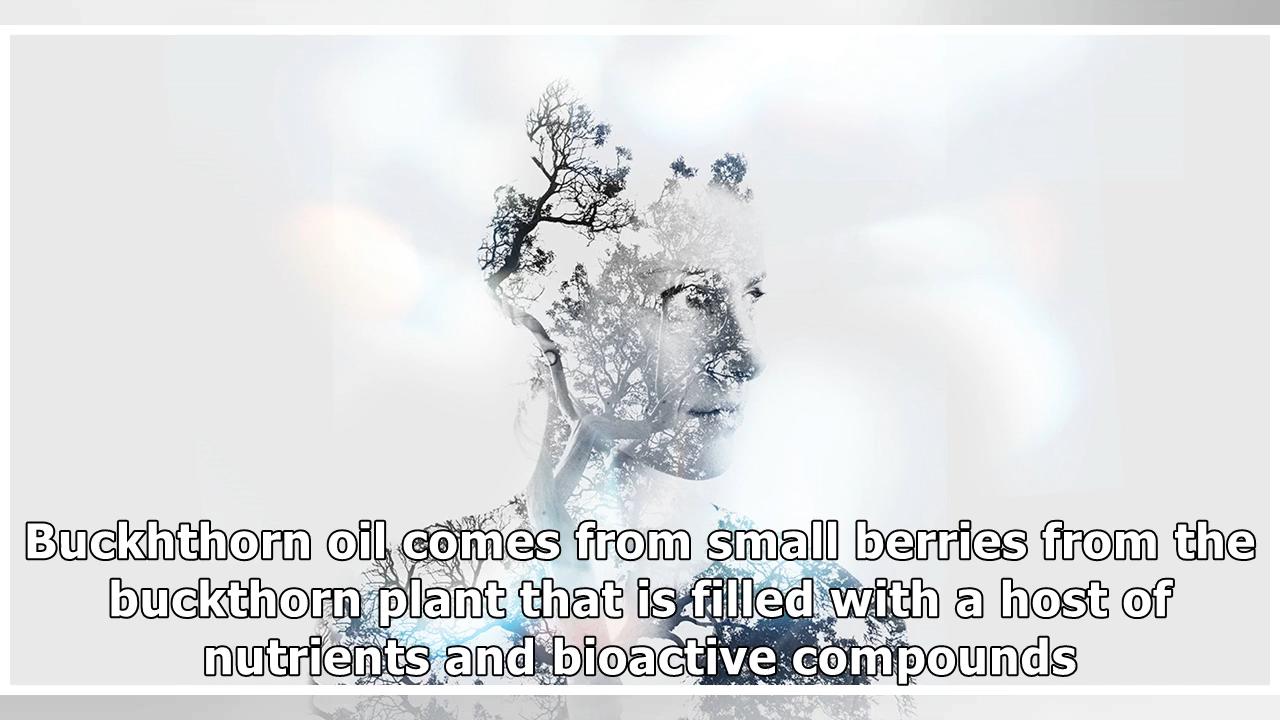 Buckhthorn oil comes from small berries from the
buckthorn plant that is filled with a host of
nutrients and bioactive compounds